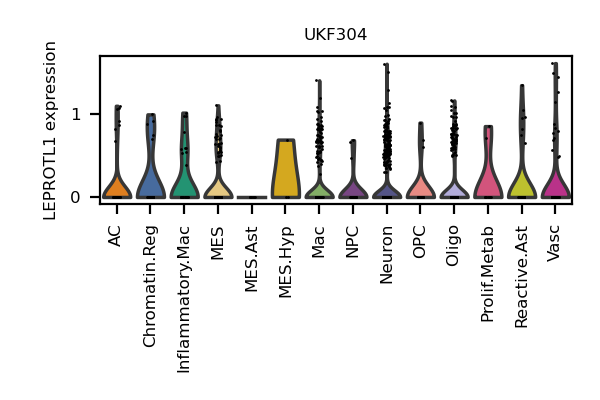 UKF304
LEPROTL1 expression
1
0
AC
Chromatin.Reg
Inflammatory.Mac
MES
MES.Ast
MES.Hyp
Mac
NPC
Neuron
OPC
Oligo
Prolif.Metab
Reactive.Ast
Vasc